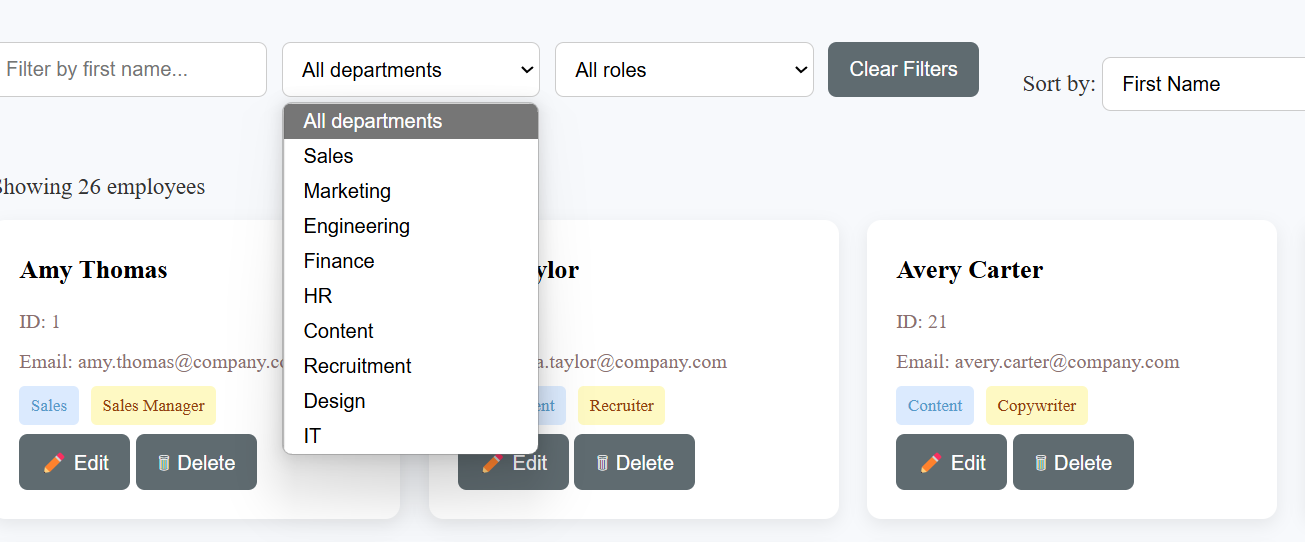 Filter by first name...
All departments
All roles
Clear Filters
Sort by:
First Name
All departments
Sales
Marketing
Engineering
Finance
HR
Content
Recruitment
Design
IT
Showing 26 employees
Amy Thomas
ID: 1
Email: amy.thomas@company.co
Sales
Sales Manager
Edit
Delete
ylor
a.taylor@company.com
ent
Recruiter
Edit
Delete
Avery Carter
ID: 21
Email: avery.carter@company.com
Content
Copywriter
Edit
Delete